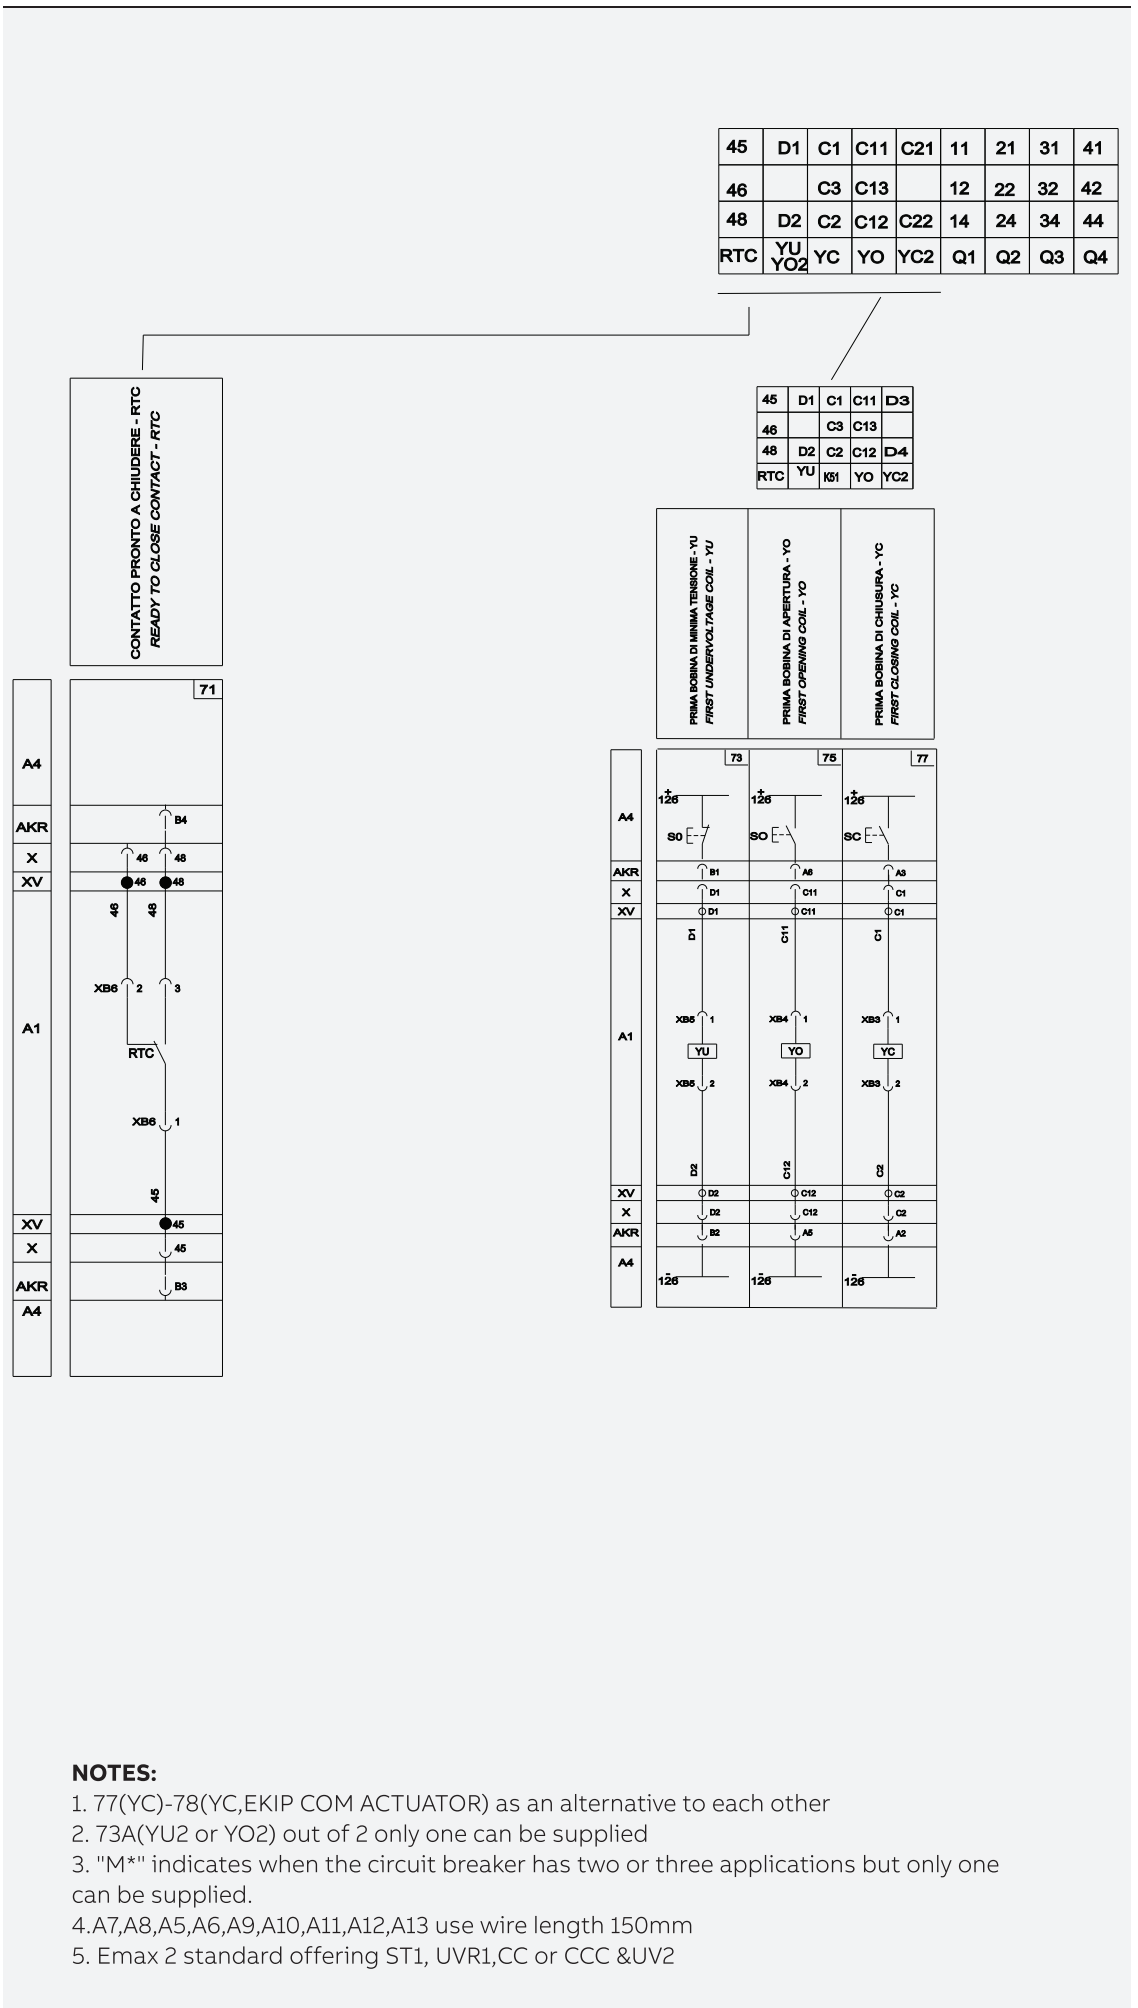 45 D1 C1 C11 C21 11 21 31 41
46 C3 C13 12 22 32 42
48 D2 C2 C12 C22 14 24 34 44
RTC YU YO2 YC YO YC2 Q1 Q2 Q3 Q4
45 D1 C1 C11 D3
46 C3 C13
48 D2 C2 C12 D4
RTC YU K51 YO YC2
CONTATTO PRONTO A CHIUDERE - RTC
READY TO CLOSE CONTACT - RTC
71
A4
AKR B4
X 46 48
XV 46 48
46 48
XB6 2 3
A1
RTC
XB6 1
45
XV 45
X 45
AKR B3
A4
PRIMA BOBINA DI MINIMA TENSIONE - YU
FIRST UNDERVOLTAGE COIL - YU
PRIMA BOBINA DI APERTURA - YO
FIRST OPENING COIL - YO
PRIMA BOBINA DI CHIUSURA - YC
FIRST CLOSING COIL - YC
73 75 77
+ + +
126 126 126
A4
S0 SO SC
AKR B1 A6 A3
X D1 C11 C1
XV D1 C11 C1
D1 C11 C1
XB5 1 XB4 1 XB3 1
A1
YU YO YC
XB5 2 XB4 2 XB3 2
D2 C12 C2
XV D2 C12 C2
X D2 C12 C2
AKR B2 A5 A2
A4
- - -
126 126 126
NOTES:
1. 77(YC)-78(YC,EKIP COM ACTUATOR) as an alternative to each other
2. 73A(YU2 or YO2) out of 2 only one can be supplied
3. "M*" indicates when the circuit breaker has two or three applications but only one
can be supplied.
4.A7,A8,A5,A6,A9,A10,A11,A12,A13 use wire length 150mm
5. Emax 2 standard offering ST1, UVR1,CC or CCC &UV2